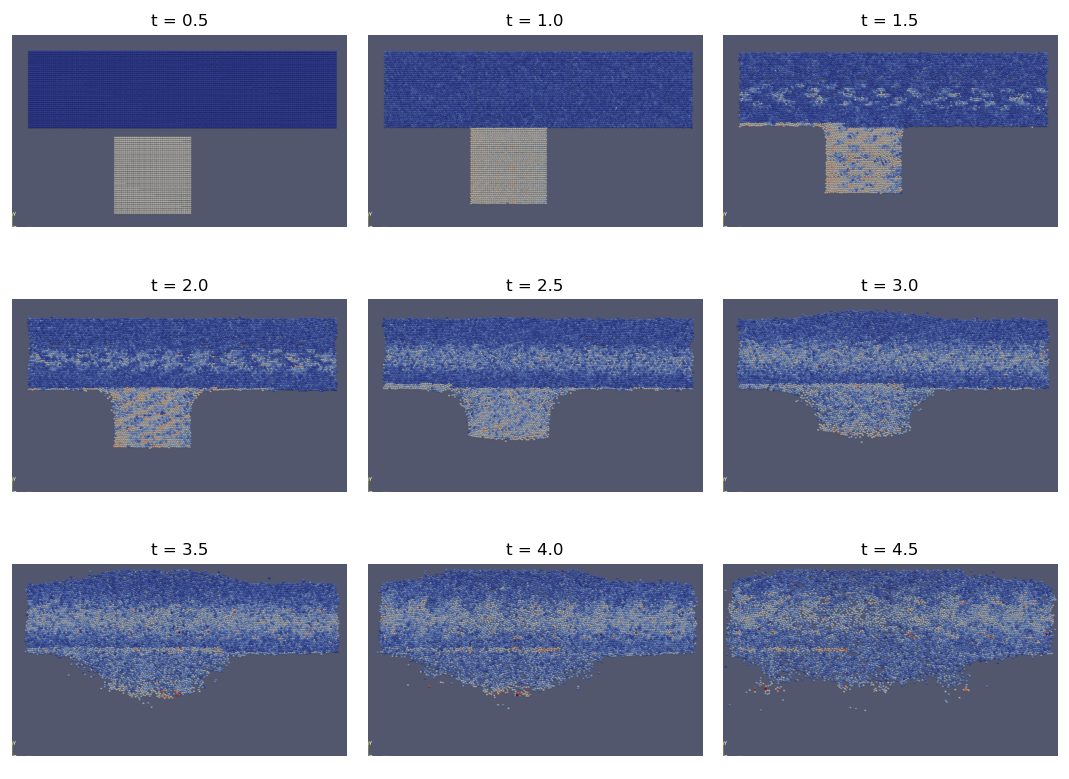 t = 0.5
t = 1.0
t = 1.5
t = 2.0
t = 2.5
t = 3.0
t = 3.5
t = 4.0
t = 4.5